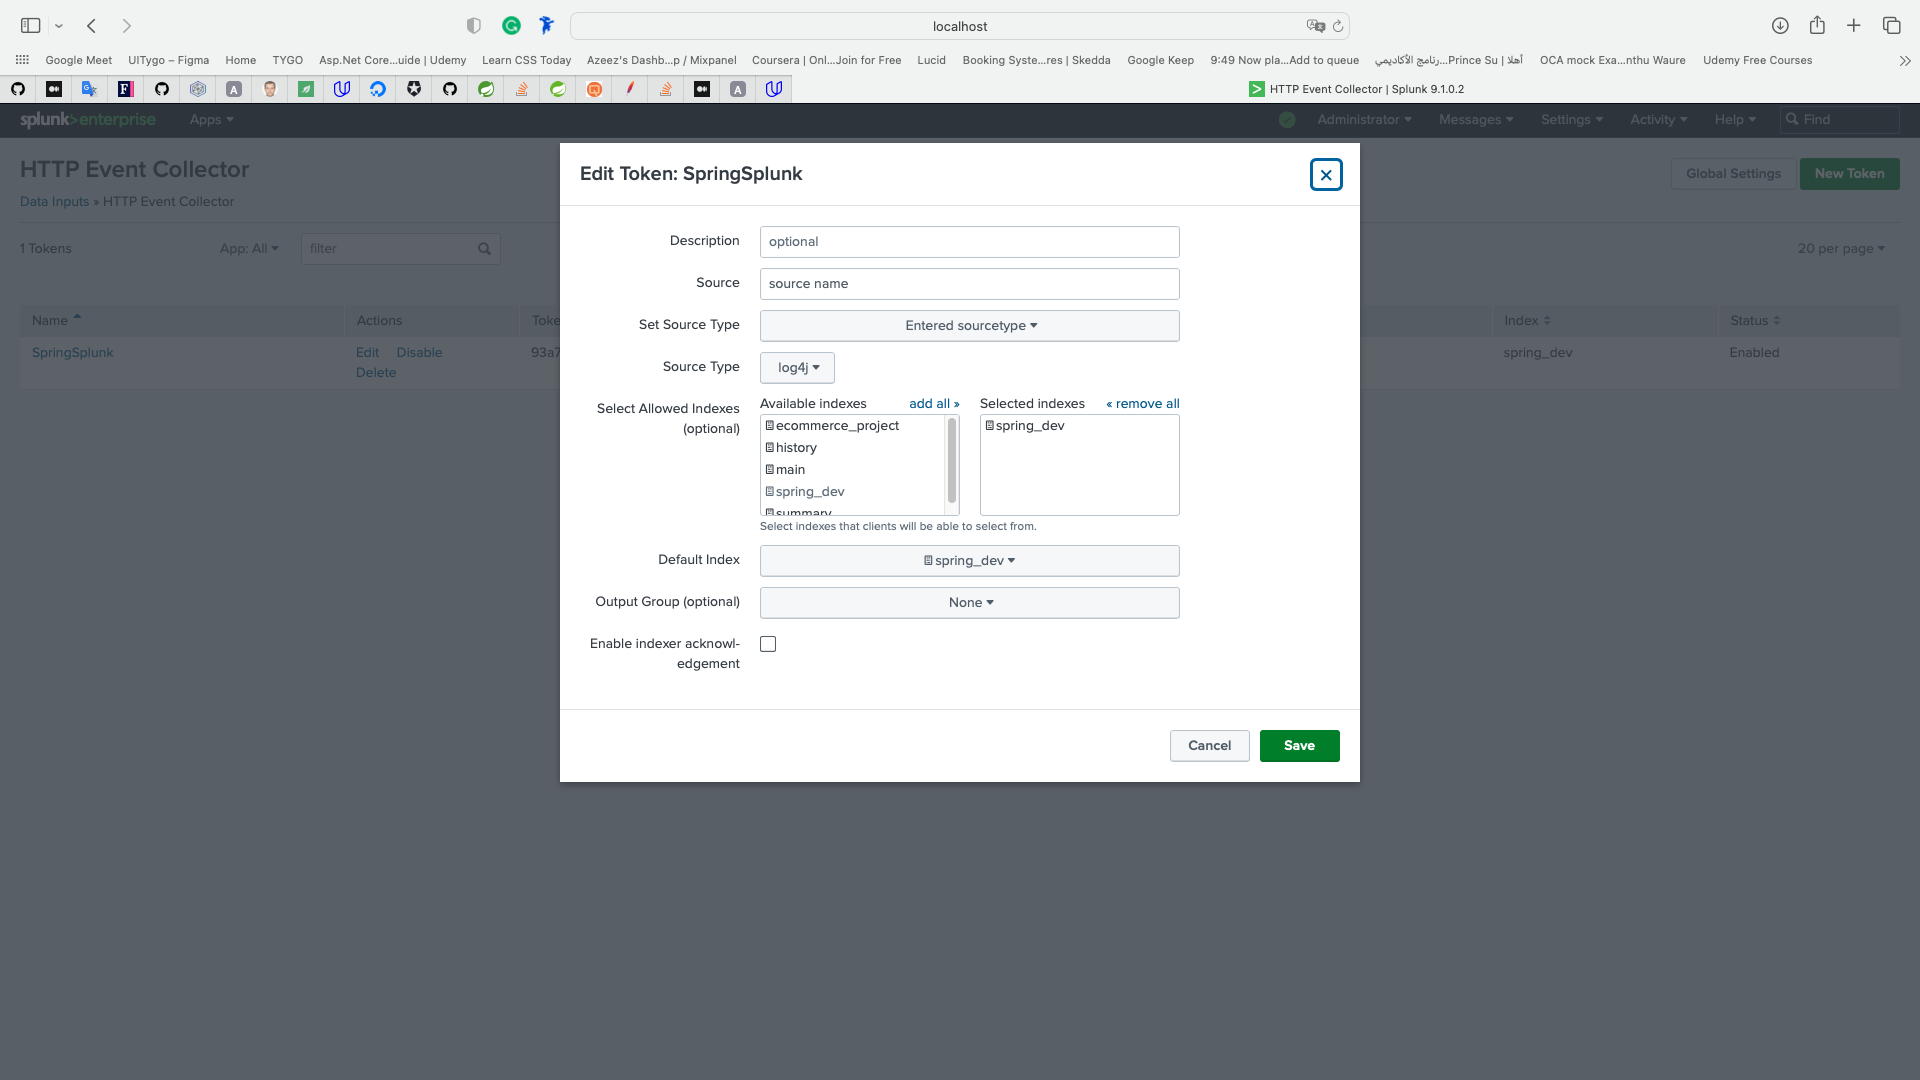 localhost
Google Meet
UITygo – Figma
Home
TYGO
Asp.Net Core...uide | Udemy
Learn CSS Today
Azeez's Dashb...p / Mixpanel
Coursera | Onl...Join for Free
Lucid
Booking Syste...res | Skedda
Google Keep
9:49 Now pla...Add to queue
أهلا | Prince Su...رنامج الأكاديمي
OCA mock Exa...nthu Waure
Udemy Free Courses
HTTP Event Collector | Splunk 9.1.0.2
splunk>enterprise
Apps
Administrator
Messages
Settings
Activity
Help
Find
HTTP Event Collector
Global Settings
New Token
Data Inputs » HTTP Event Collector
1 Tokens
App: All
filter
20 per page
Name
Actions
Toke
Index
Status
SpringSplunk
Edit
Disable
Delete
93a7
spring_dev
Enabled
Edit Token: SpringSplunk
Description
optional
Source
source name
Set Source Type
Entered sourcetype
Source Type
log4j
Select Allowed Indexes
(optional)
Available indexes
add all »
Selected indexes
« remove all
ecommerce_project
history
main
spring_dev
summary
spring_dev
Select indexes that clients will be able to select from.
Default Index
spring_dev
Output Group (optional)
None
Enable indexer acknowl-
edgement
Cancel
Save